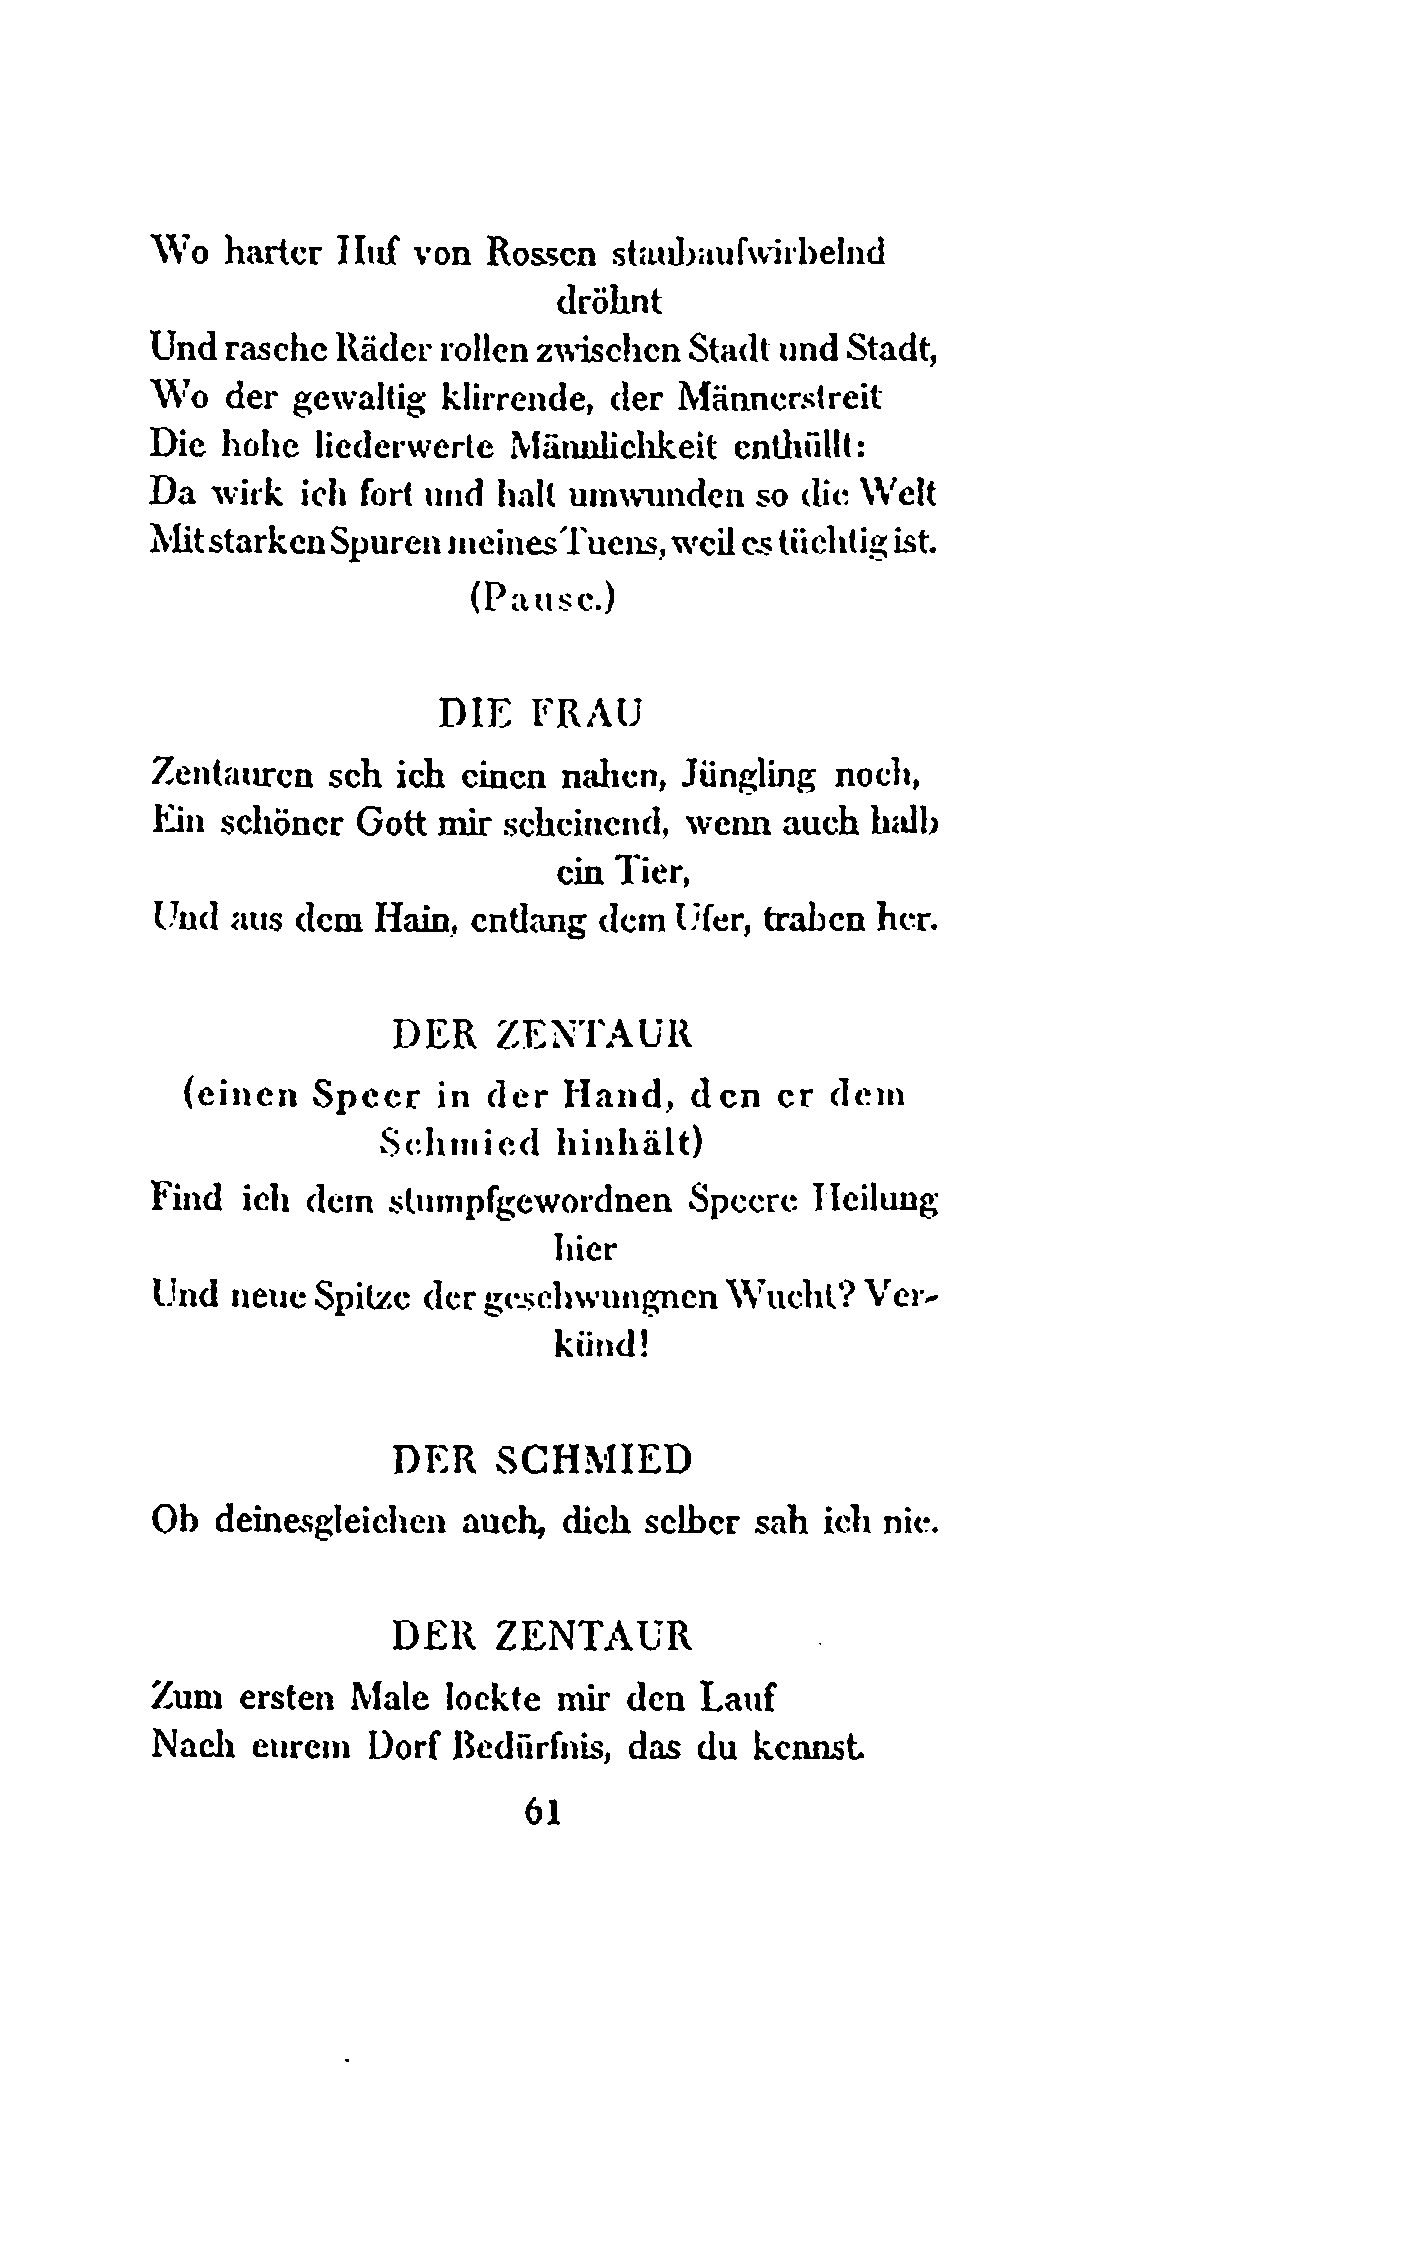 Wo harter Huf von Rossen staubaufwirbelnd
dröhnt
Und rasche Räder rollen zwischen Stadt und Stadt,
Wo der gewaltig klirrende, der Männerstreit
Die hohe liederwerte Männlichkeit enthüllt:
Da wirk ich fort und halt umwunden so die Welt
Mit starken Spuren meines Tuens, weil es tüchtig ist.
(Pause.)
DIE FRAU
Zentauren seh ich einen nahen, Jüngling noch,
Ein schöner Gott mir scheinend, wenn auch halb
ein Tier,
Und aus dem Hain, entlang dem Ufer, traben her.
DER ZENTAUR
(einen Speer in der Hand, den er dem
Schmied hinhält)
Find ich dem stumpfgewordnen Speere Heilung
hier
Und neue Spitze der geschwungnen Wucht? Ver-
künd!
DER SCHMIED
Ob deinesgleichen auch, dich selber sah ich nie.
DER ZENTAUR
Zum ersten Male lockte mir den Lauf
Nach eurem Dorf Bedürfnis, das du kennst.
61